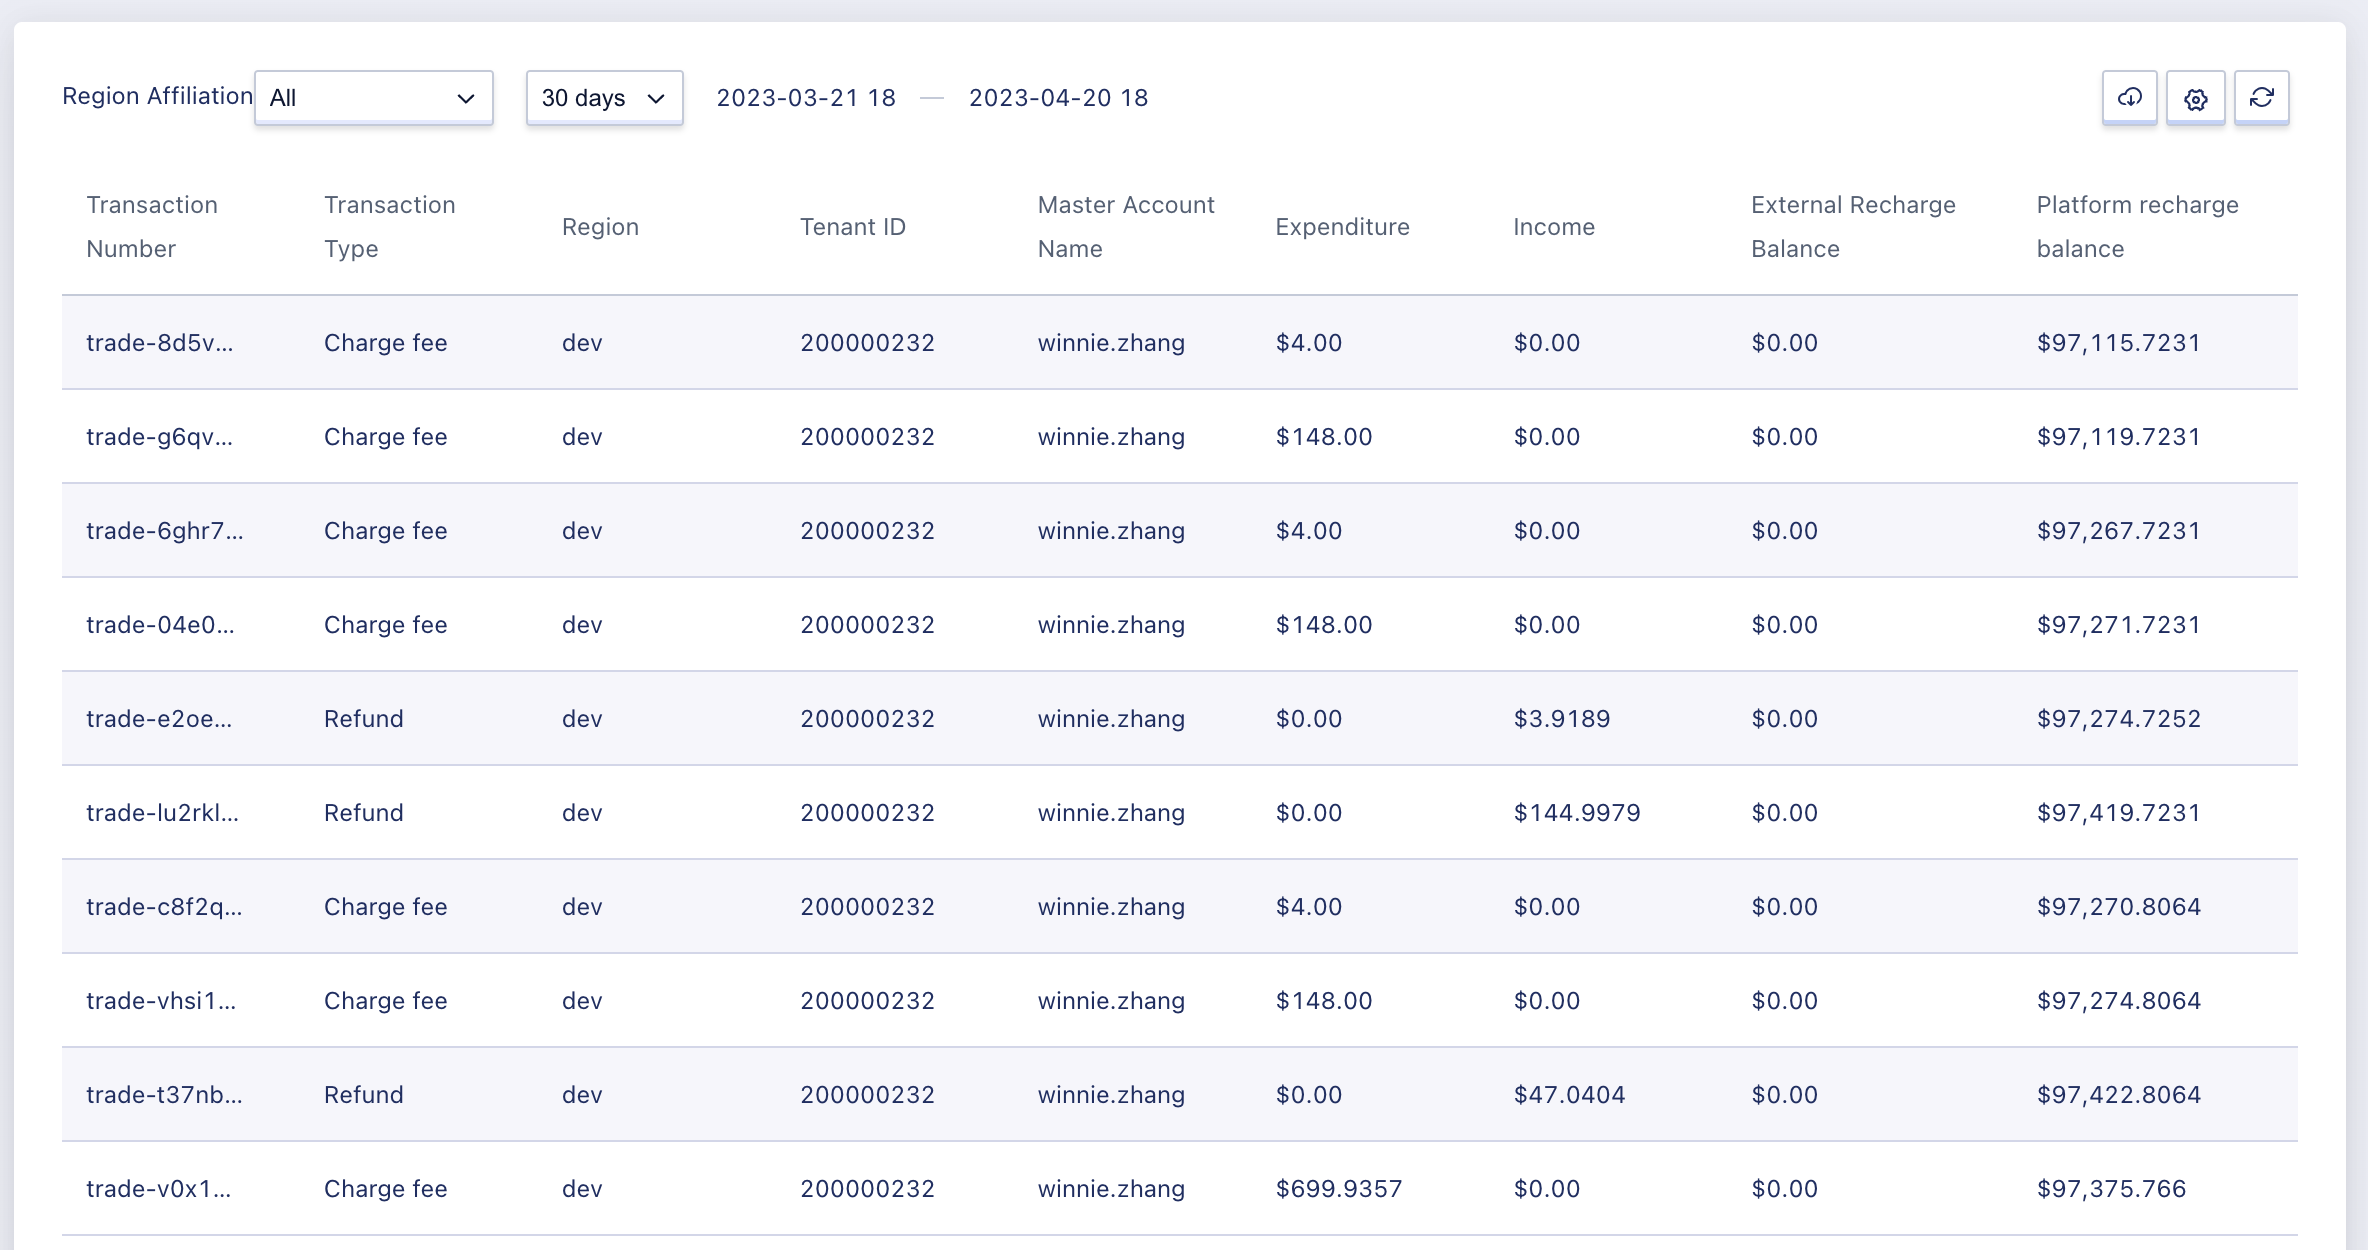 Region Affiliation All 30 days 2023-03-21 18 — 2023-04-20 18
Transaction Number Transaction Type Region Tenant ID Master Account Name Expenditure Income External Recharge Balance Platform recharge balance
trade-8d5v... Charge fee dev 200000232 winnie.zhang $4.00 $0.00 $0.00 $97,115.7231
trade-g6qv... Charge fee dev 200000232 winnie.zhang $148.00 $0.00 $0.00 $97,119.7231
trade-6ghr7... Charge fee dev 200000232 winnie.zhang $4.00 $0.00 $0.00 $97,267.7231
trade-04e0... Charge fee dev 200000232 winnie.zhang $148.00 $0.00 $0.00 $97,271.7231
trade-e2oe... Refund dev 200000232 winnie.zhang $0.00 $3.9189 $0.00 $97,274.7252
trade-lu2rkl... Refund dev 200000232 winnie.zhang $0.00 $144.9979 $0.00 $97,419.7231
trade-c8f2q... Charge fee dev 200000232 winnie.zhang $4.00 $0.00 $0.00 $97,270.8064
trade-vhsi1... Charge fee dev 200000232 winnie.zhang $148.00 $0.00 $0.00 $97,274.8064
trade-t37nb... Refund dev 200000232 winnie.zhang $0.00 $47.0404 $0.00 $97,422.8064
trade-v0x1... Charge fee dev 200000232 winnie.zhang $699.9357 $0.00 $0.00 $97,375.766